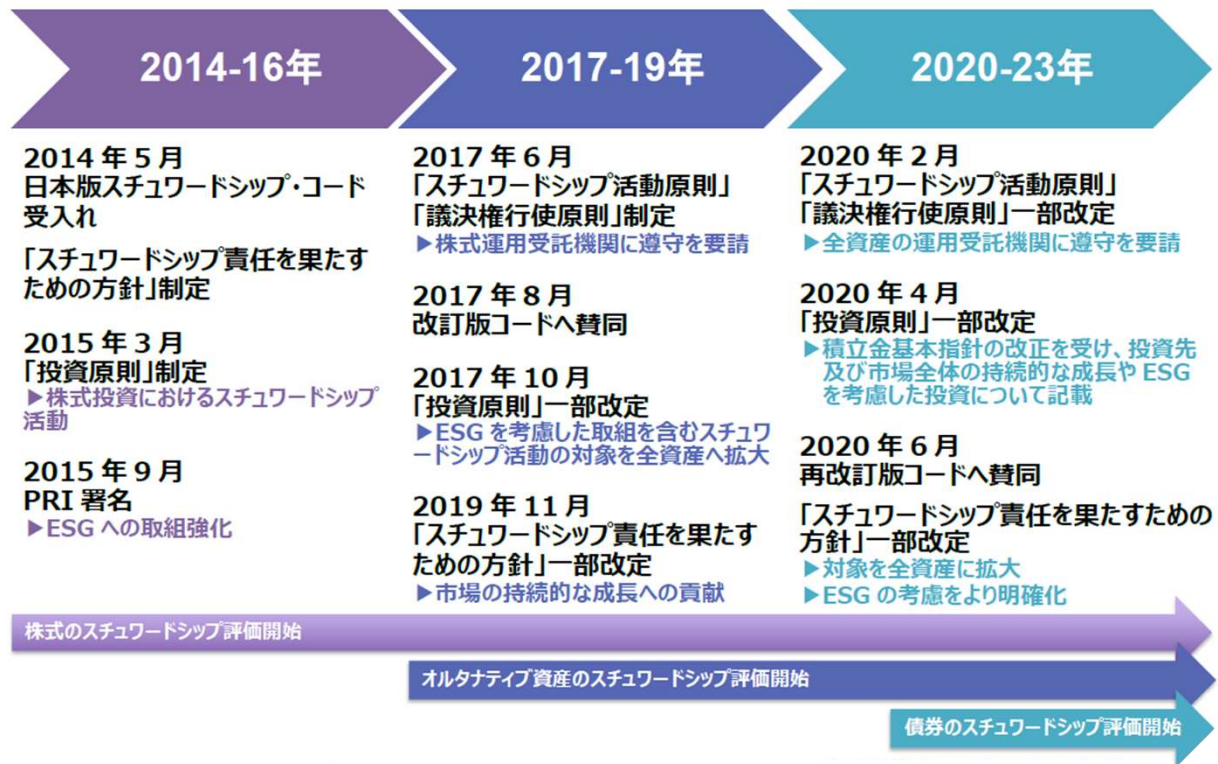 2014-16年
2017-19年
2020-23年
2014 年 5 月
日本版スチュワードシップ・コード
受入れ
「スチュワードシップ責任を果たす
ための方針」制定
2015 年 3 月
「投資原則」制定
▶株式投資におけるスチュワードシップ
活動
2015 年 9 月
PRI 署名
▶ESG への取組強化
2017 年 6 月
「スチュワードシップ活動原則」
「議決権行使原則」制定
▶株式運用受託機関に遵守を要請
2017 年 8 月
改訂版コードへ賛同
2017 年 10 月
「投資原則」一部改定
▶ESG を考慮した取組を含むスチュワ
ードシップ活動の対象を全資産へ拡大
2019 年 11 月
「スチュワードシップ責任を果たす
ための方針」一部改定
▶市場の持続的な成長への貢献
2020 年 2 月
「スチュワードシップ活動原則」
「議決権行使原則」一部改定
▶全資産の運用受託機関に遵守を要請
2020 年 4 月
「投資原則」一部改定
▶積立金基本指針の改正を受け、投資先
及び市場全体の持続的な成長や ESG
を考慮した投資について記載
2020 年 6 月
再改訂版コードへ賛同
「スチュワードシップ責任を果たすための
方針」一部改定
▶対象を全資産に拡大
▶ESG の考慮をより明確化
株式のスチュワードシップ評価開始
オルタナティブ資産のスチュワードシップ評価開始
債券のスチュワードシップ評価開始